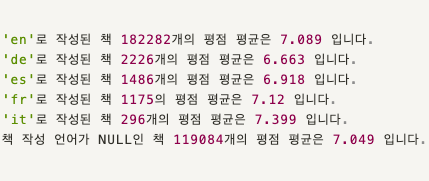 'en'로 작성된 책 182282개의 평점 평균은 7.089 입니다.
'de'로 작성된 책 2226개의 평점 평균은 6.663 입니다.
'es'로 작성된 책 1486개의 평점 평균은 6.918 입니다.
'fr'로 작성된 책 1175의 평점 평균은 7.12 입니다.
'it'로 작성된 책 296개의 평점 평균은 7.399 입니다.
책 작성 언어가 NULL인 책 119084개의 평점 평균은 7.049 입니다.